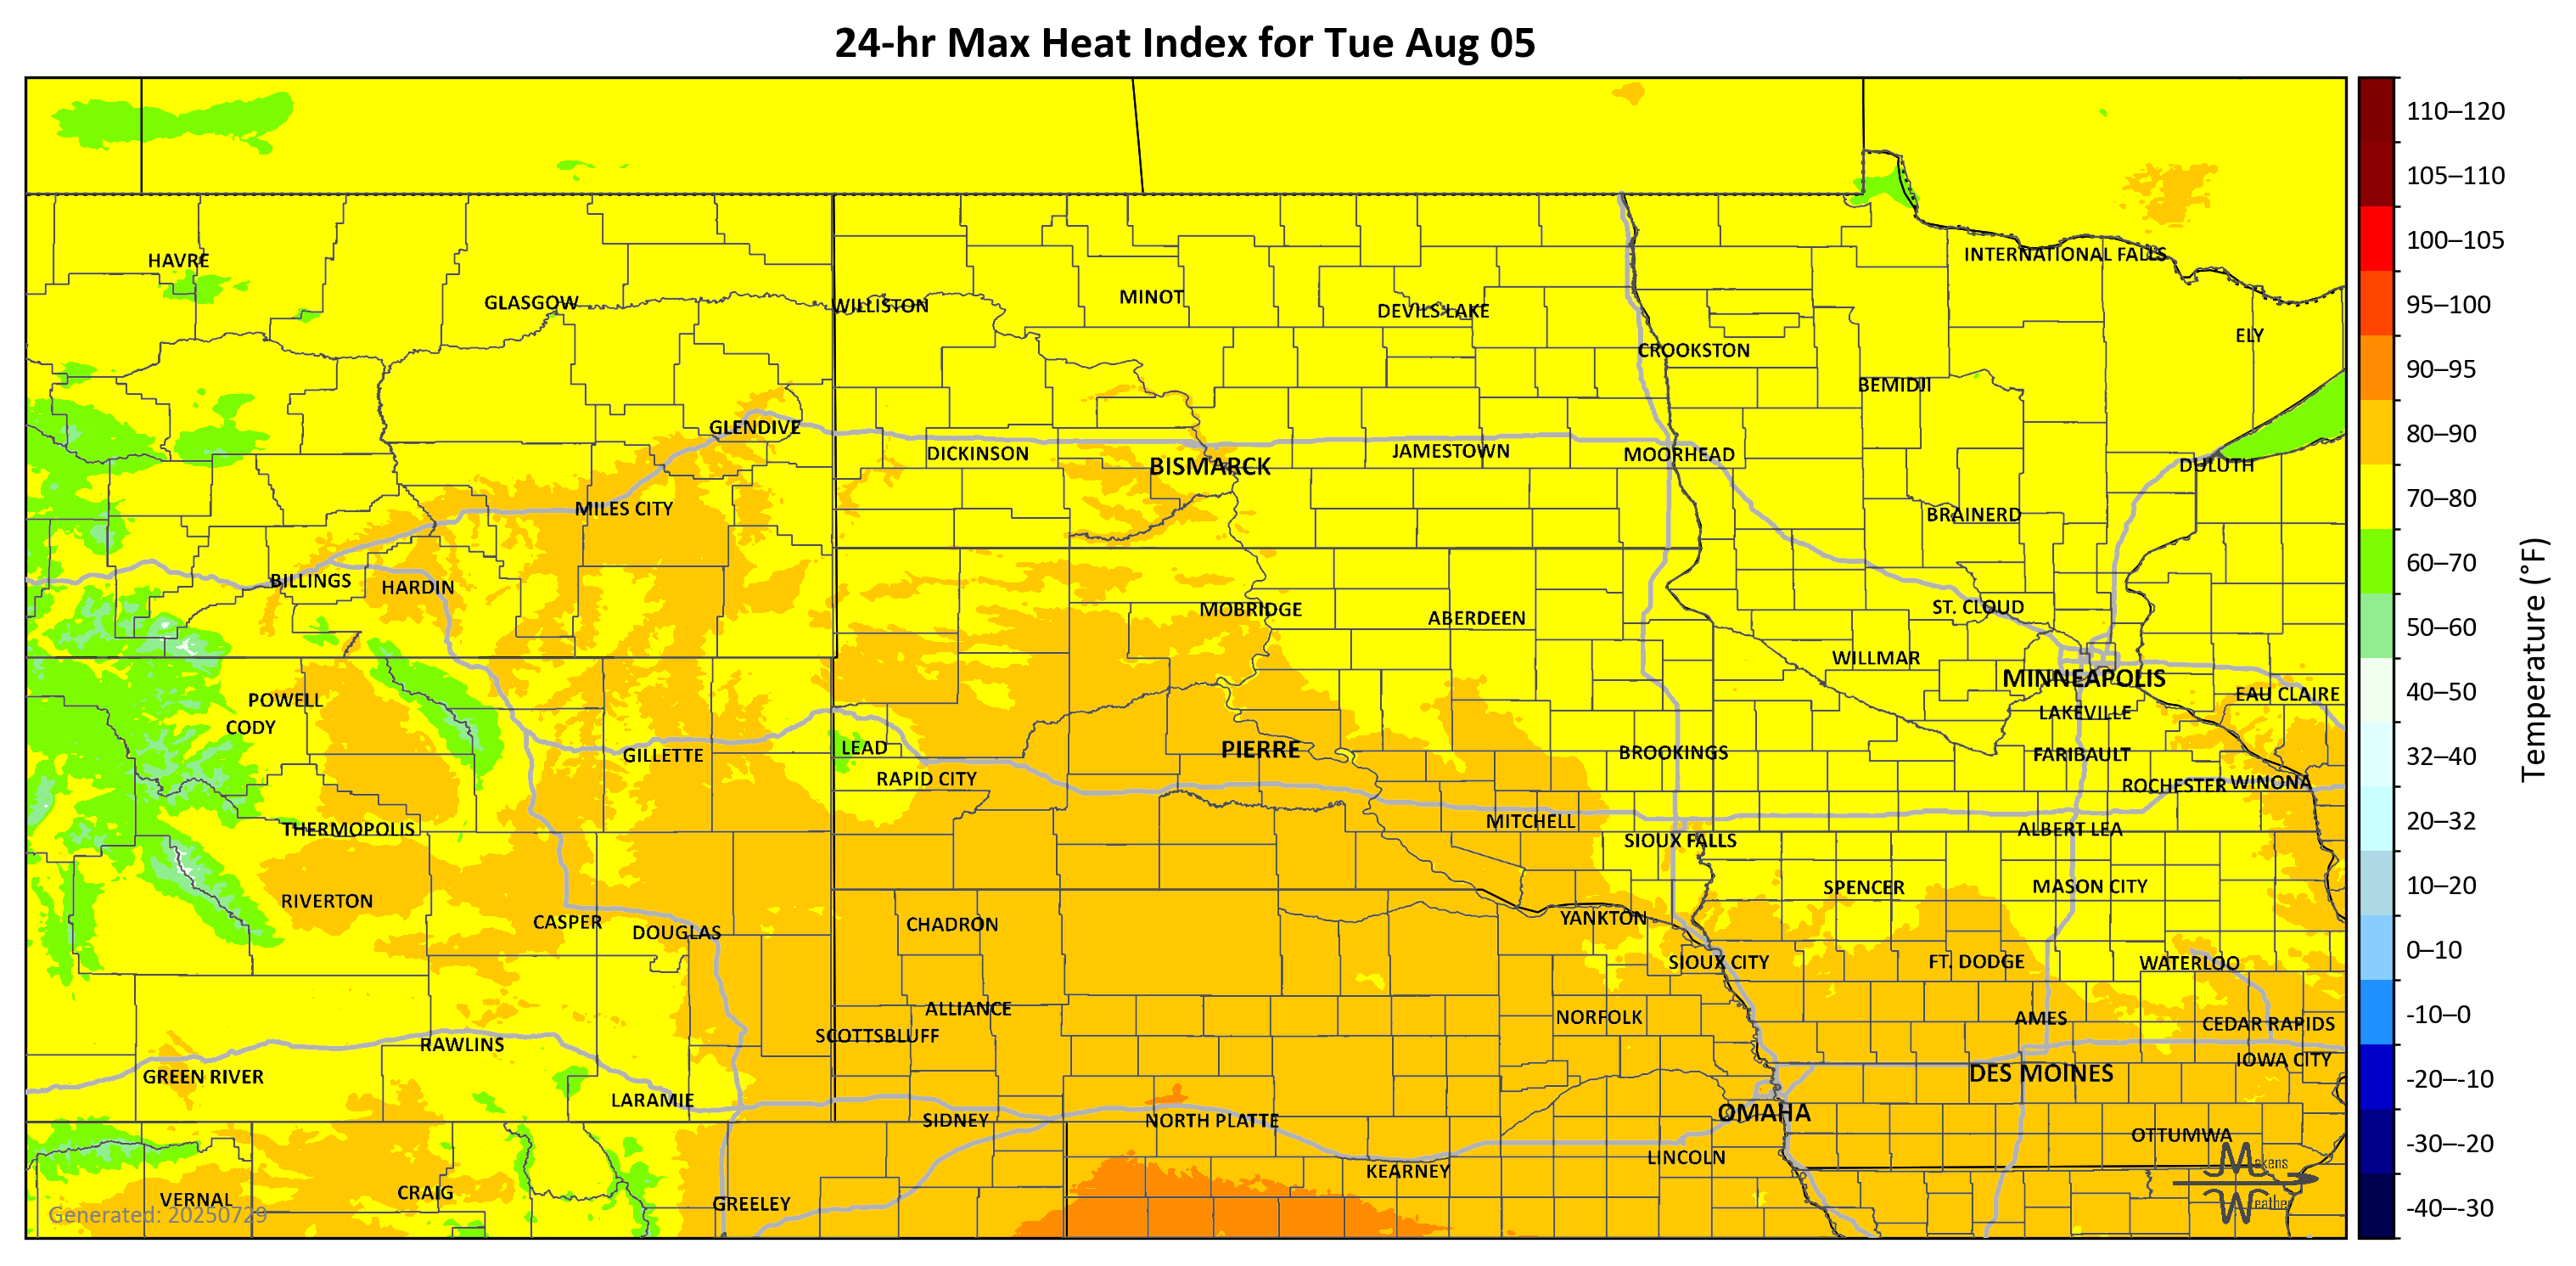 24-hr Max Heat Index for Tue Aug 05
110–120
105–110
HAVRE
INTERNATIONAL FALLS
100–105
GLASGOW
WILLISTON
MINOT
DEVILS LAKE
95–100
ELY
CROOKSTON
90–95
BEMIDJI
GLENDIVE
80–90
DICKINSON
BISMARCK
JAMESTOWN
MOORHEAD
DULUTH
MILES CITY
BRAINERD
70–80
BILLINGS
HARDIN
60–70
MOBRIDGE
ABERDEEN
ST. CLOUD
50–60
WILLMAR
Temperature (°F)
MINNEAPOLIS
POWELL
EAU CLAIRE
40–50
CODY
LAKEVILLE
GILLETTE
LEAD
PIERRE
BROOKINGS
FARIBAULT
32–40
RAPID CITY
ROCHESTER
WINONA
THERMOPOLIS
MITCHELL
SIOUX FALLS
ALBERT LEA
20–32
RIVERTON
SPENCER
MASON CITY
10–20
CASPER
DOUGLAS
CHADRON
YANKTON
SIOUX CITY
FT. DODGE
WATERLOO
0–10
ALLIANCE
NORFOLK
AMES
CEDAR RAPIDS
-10–0
RAWLINS
SCOTTSBLUFF
IOWA CITY
GREEN RIVER
DES MOINES
-20–-10
LARAMIE
SIDNEY
NORTH PLATTE
OMAHA
OTTUMWA
-30–-20
KEARNEY
LINCOLN
Makens
VERNAL
CRAIG
GREELEY
Weather
-40–-30
Generated: 20250729